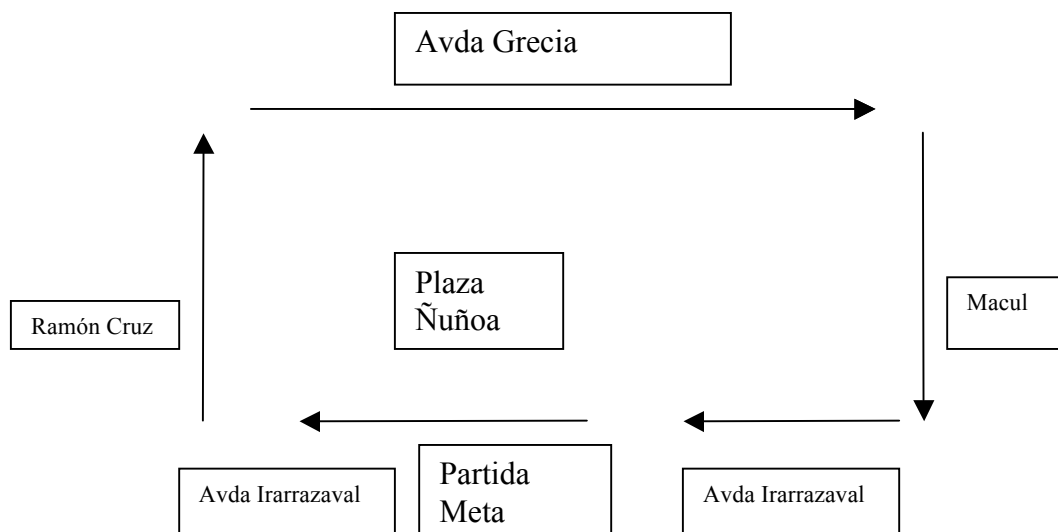 Avda Grecia
Plaza
Ñuñoa
Ramón Cruz
Macul
Avda Irarrazaval
Partida
Meta
Avda Irarrazaval